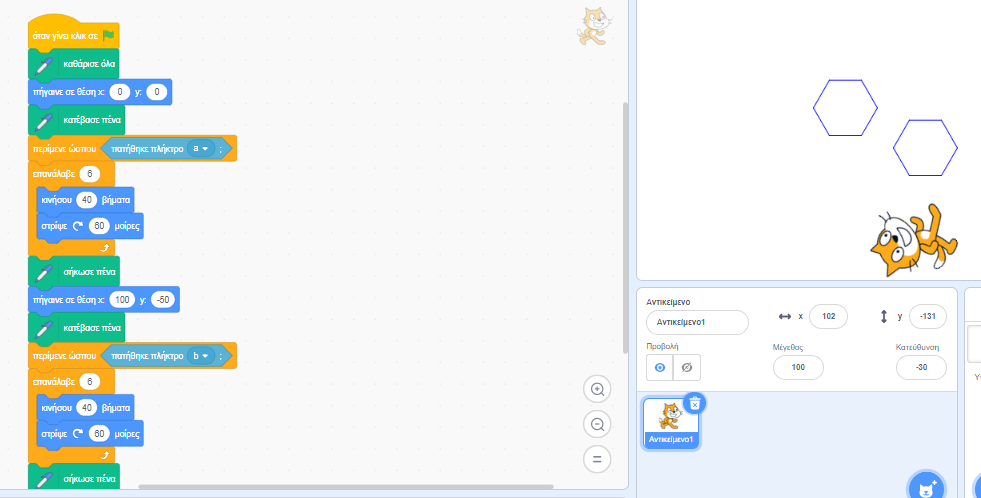 όταν γίνει κλικ σε
καθάρισε όλα
πήγαινε σε θέση x: 0 y: 0
κατέβασε πένα
περίμενε ώσπου πατήθηκε πλήκτρο a ;
επανάλαβε 6
κινήσου 40 βήματα
στρίψε 60 μοίρες
σήκωσε πένα
πήγαινε σε θέση x: 100 y: -50
κατέβασε πένα
περίμενε ώσπου πατήθηκε πλήκτρο b ;
επανάλαβε 6
κινήσου 40 βήματα
στρίψε 60 μοίρες
σήκωσε πένα
Αντικείμενο
Αντικείμενο1
x 102
y -131
Προβολή
Μέγεθος
100
Κατεύθυνση
-30
Αντικείμενο1